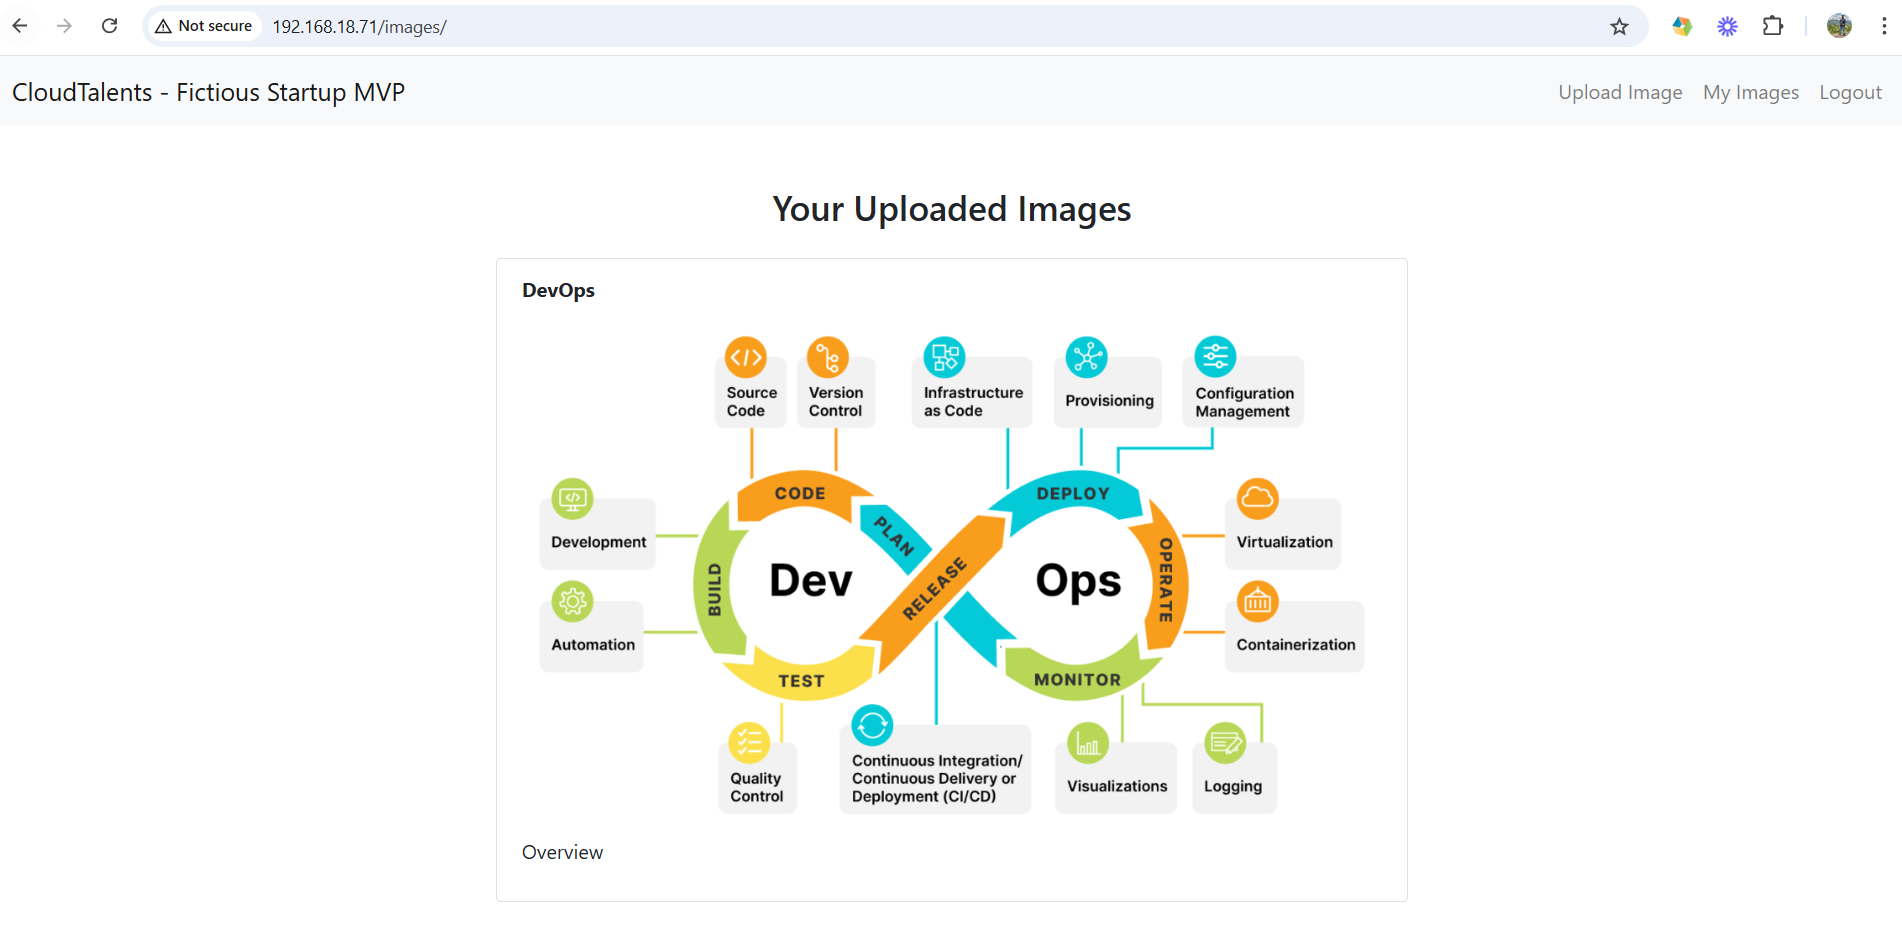 Not secure 192.168.18.71/images/
CloudTalents - Fictious Startup MVP
Upload Image My Images Logout
Your Uploaded Images
DevOps
Source
Code
Version
Control
Infrastructure
as Code
Provisioning
Configuration
Management
Development
Automation
CODE
PLAN
BUILD
Dev
TEST
RELEASE
DEPLOY
Ops
OPERATE
MONITOR
Virtualization
Containerization
Quality
Control
Continuous Integration/
Continuous Delivery or
Deployment (CI/CD)
Visualizations
Logging
Overview